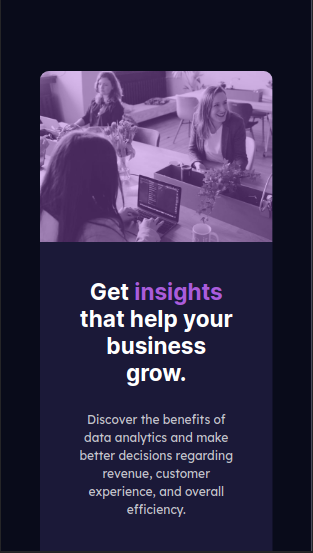 Get insights
that help your
business
grow.
Discover the benefits of
data analytics and make
better decisions regarding
revenue, customer
experience, and overall
efficiency.